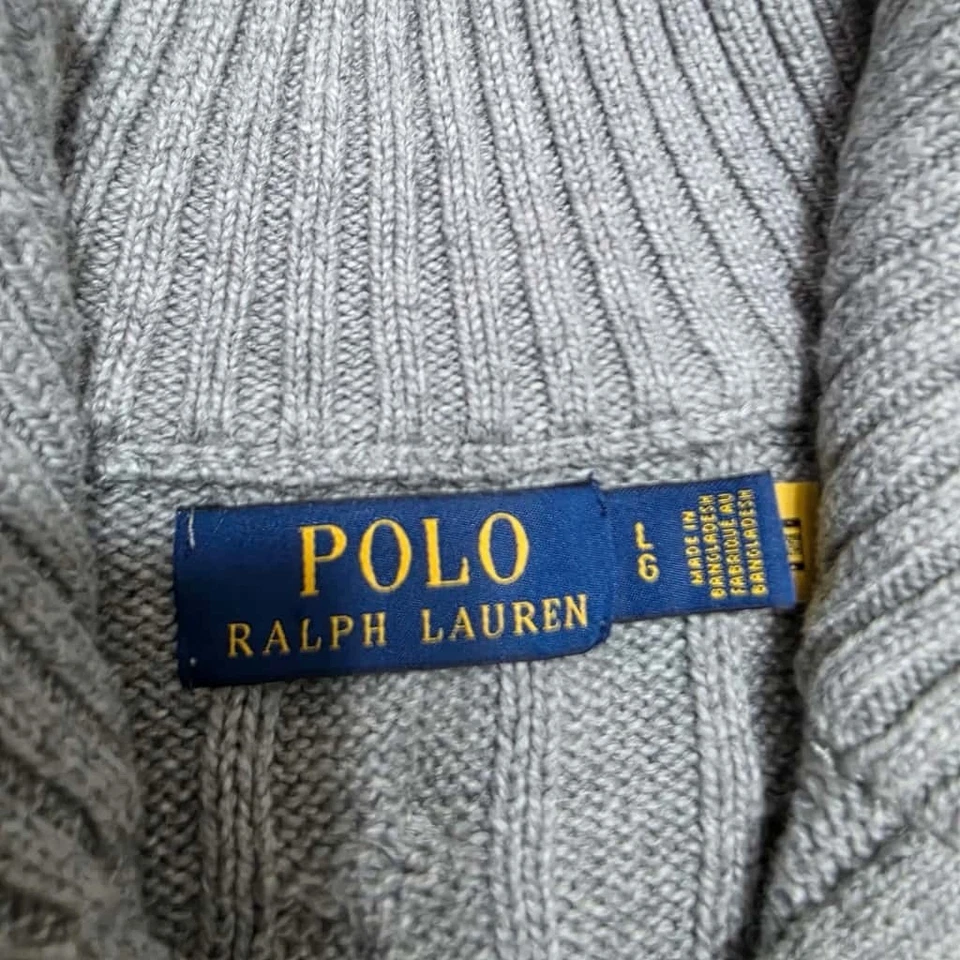 POLO
RALPH LAUREN
L
G
MADE IN
BANGLADESH
FABRIQUÉ AU
BANGLADESH